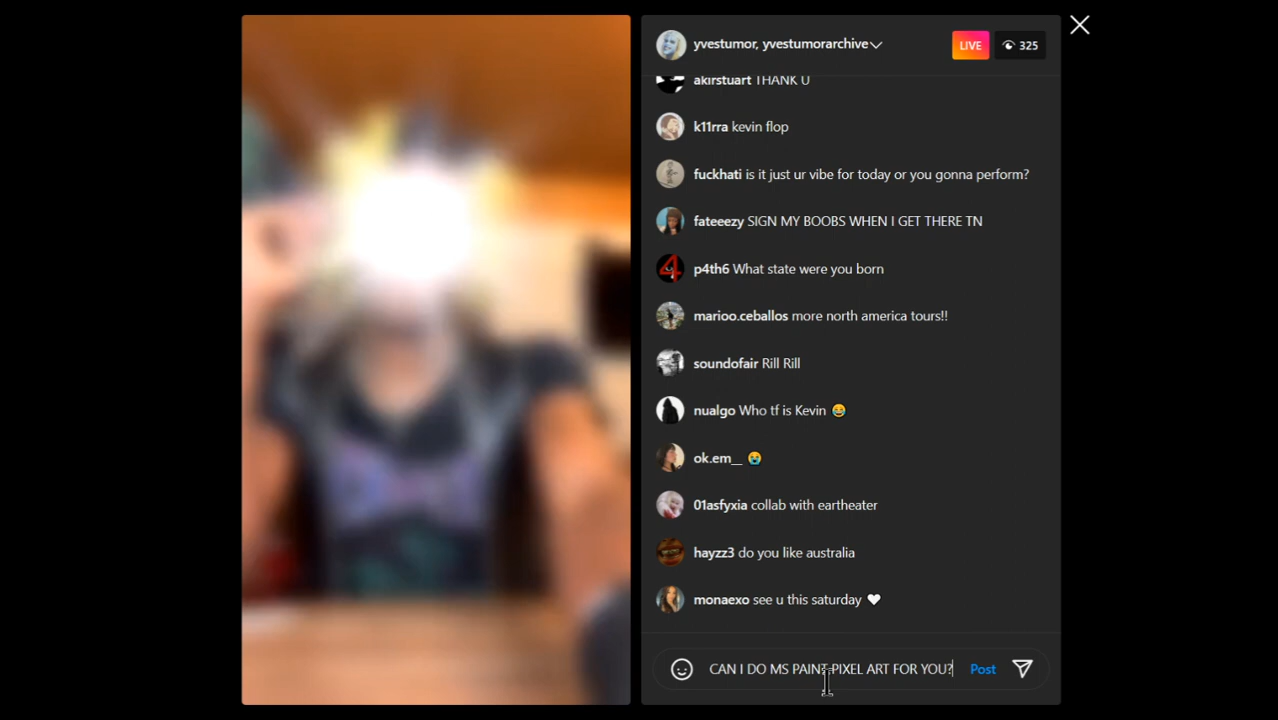 yvestumor, yvestumorarchive
LIVE
325
akirstuart THANK U
k11rra kevin flop
fuckhati is it just ur vibe for today or you gonna perform?
fateeezy SIGN MY BOOBS WHEN I GET THERE TN
p4th6 What state were you born
marioo.ceballos more north america tours!!
soundofair Rill Rill
nualgo Who tf is Kevin 😂
ok.em__ 😭
01asfyxia collab with eartheater
hayzz3 do you like australia
monaexo see u this saturday 🤍
CAN I DO MS PAINT PIXEL ART FOR YOU? Post